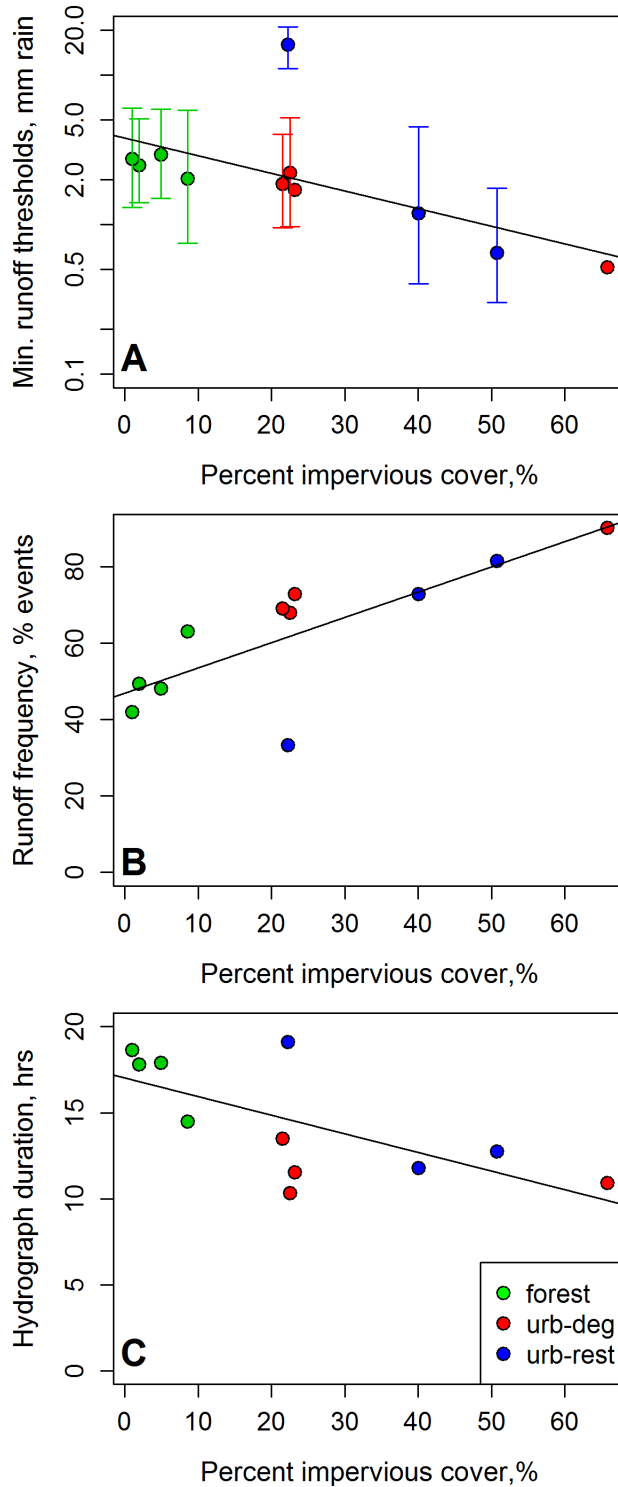 Min. runoff thresholds, mm rain
20.0
5.0
2.0
0.5
0.1
A
0 10 20 30 40 50 60
Percent impervious cover,%
Runoff frequency, % events
80
60
40
20
0
B
0 10 20 30 40 50 60
Percent impervious cover,%
Hydrograph duration, hrs
20
15
10
5
0
C
forest
urb-deg
urb-rest
0 10 20 30 40 50 60
Percent impervious cover,%